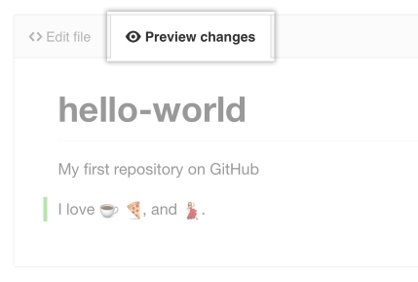 <> Edit file
Preview changes
hello-world
My first repository on GitHub
I love ☕ 🍕, and 💃.